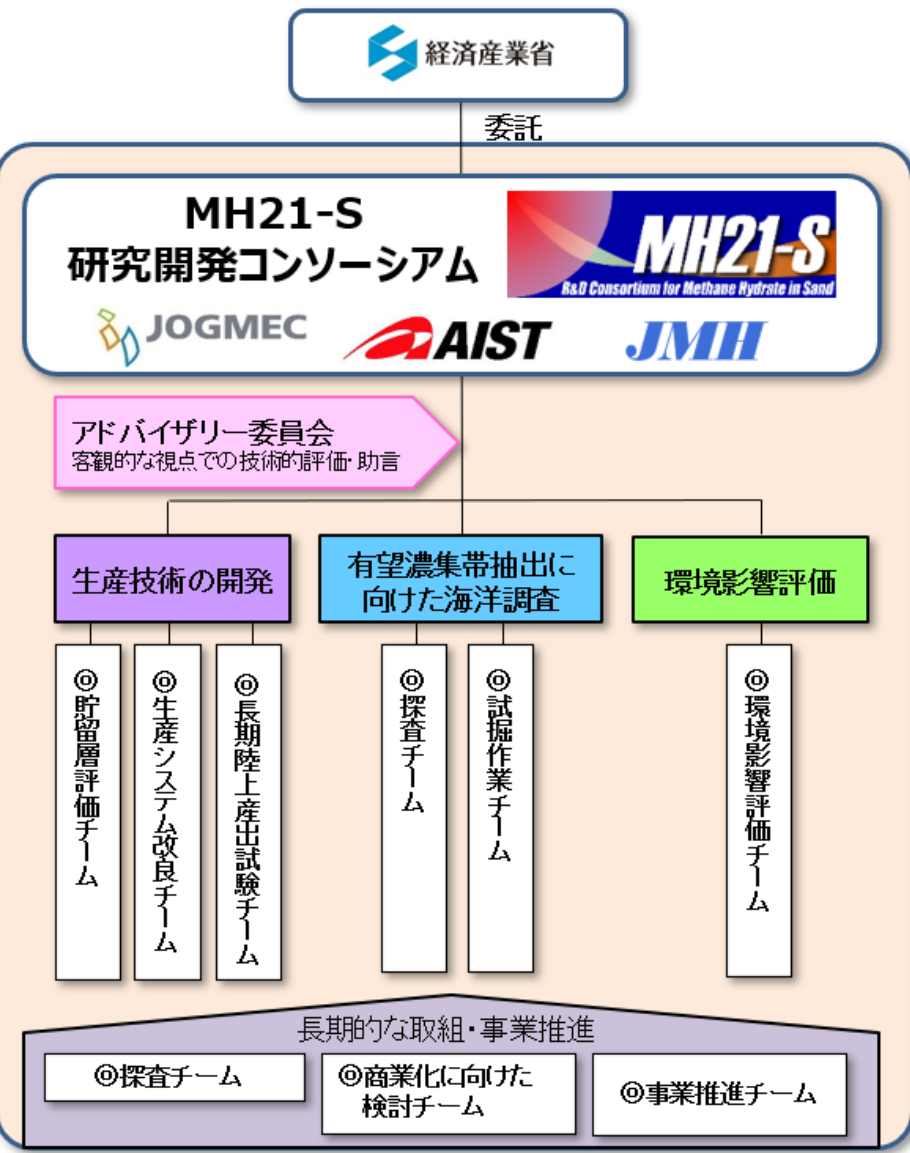 経済産業省
委託
MH21-S
研究開発コンソーシアム
MH21-S
R&D Consortium for Methane Hydrate in Sand
JOGMEC
AIST
JMH
アドバイザリー委員会
客観的な視点での技術的評価・助言
生産技術の開発
有望濃集帯抽出に
向けた海洋調査
環境影響評価
◎貯留層評価チーム
◎生産システム改良チーム
◎長期陸上産出試験チーム
◎探査チーム
◎試掘作業チーム
◎環境影響評価チーム
長期的な取組・事業推進
◎探査チーム
◎商業化に向けた
検討チーム
◎事業推進チーム